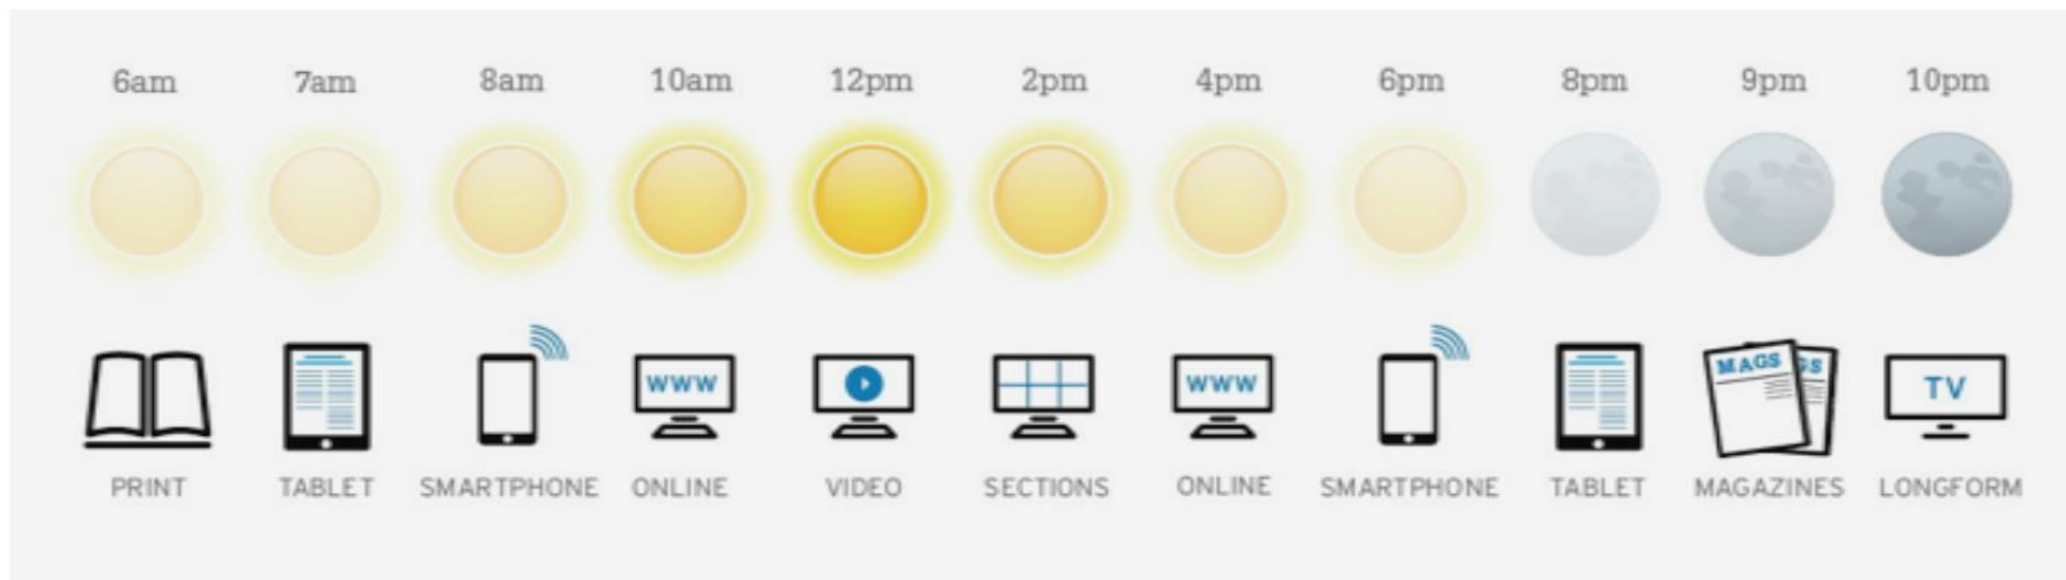 6am 7am 8am 10am 12pm 2pm 4pm 6pm 8pm 9pm 10pm
WWW WWW MAGS GS TV
PRINT TABLET SMARTPHONE ONLINE VIDEO SECTIONS ONLINE SMARTPHONE TABLET MAGAZINES LONGFORM